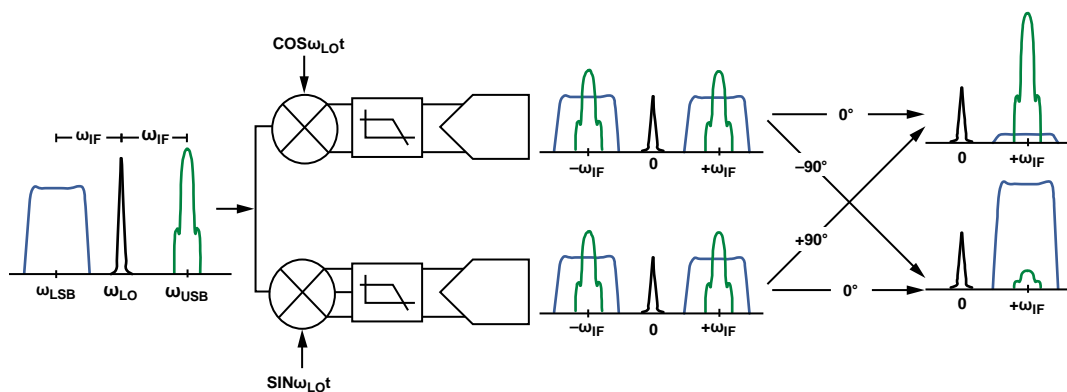 COSωLOt
ωIF ωIF
ωLSB ωLO ωUSB
–ωIF 0 +ωIF
0°
–90°
0 +ωIF
–ωIF 0 +ωIF
+90°
0°
0 +ωIF
SINωLOt